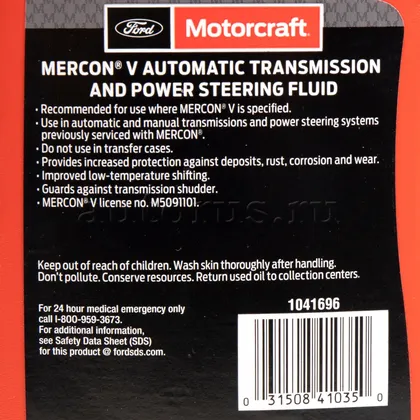 Ford Motorcraft®
MERCON® V AUTOMATIC TRANSMISSION
AND POWER STEERING FLUID
• Recommended for use where MERCON® V is specified.
• Use in automatic and manual transmissions and power steering systems
previously serviced with MERCON®.
• Do not use in transfer cases.
• Provides increased protection against deposits, rust, corrosion and wear.
• Improved low-temperature shifting.
• Guards against transmission shudder.
• MERCON® V license no. M5091101.
autorus.ru
Keep out of reach of children. Wash skin thoroughly after handling.
Don't pollute. Conserve resources. Return used oil to collection centers.
For 24 hour medical emergency only
call 1-800-959-3673.
For additional information,
see Safety Data Sheet (SDS)
for this product @ fordsds.com
1041696
0 31508 41035 0